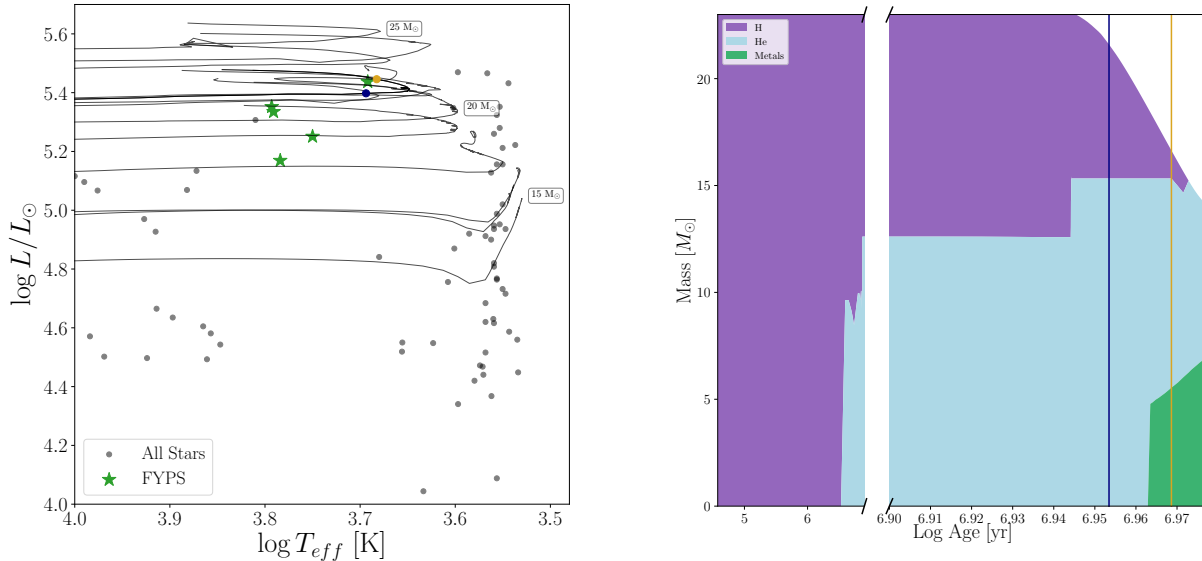 5.6
5.4
5.2
5.0
4.8
4.6
4.4
4.2
4.0
log L/L⊙
25 M⊙
20 M⊙
15 M⊙
All Stars
FYPS
4.0 3.9 3.8 3.7 3.6 3.5
log T_eff [K]
H
He
Metals
20
15
10
5
0
Mass [M⊙]
5 6 6.90 6.91 6.92 6.93 6.94 6.95 6.96 6.97
Log Age [yr]